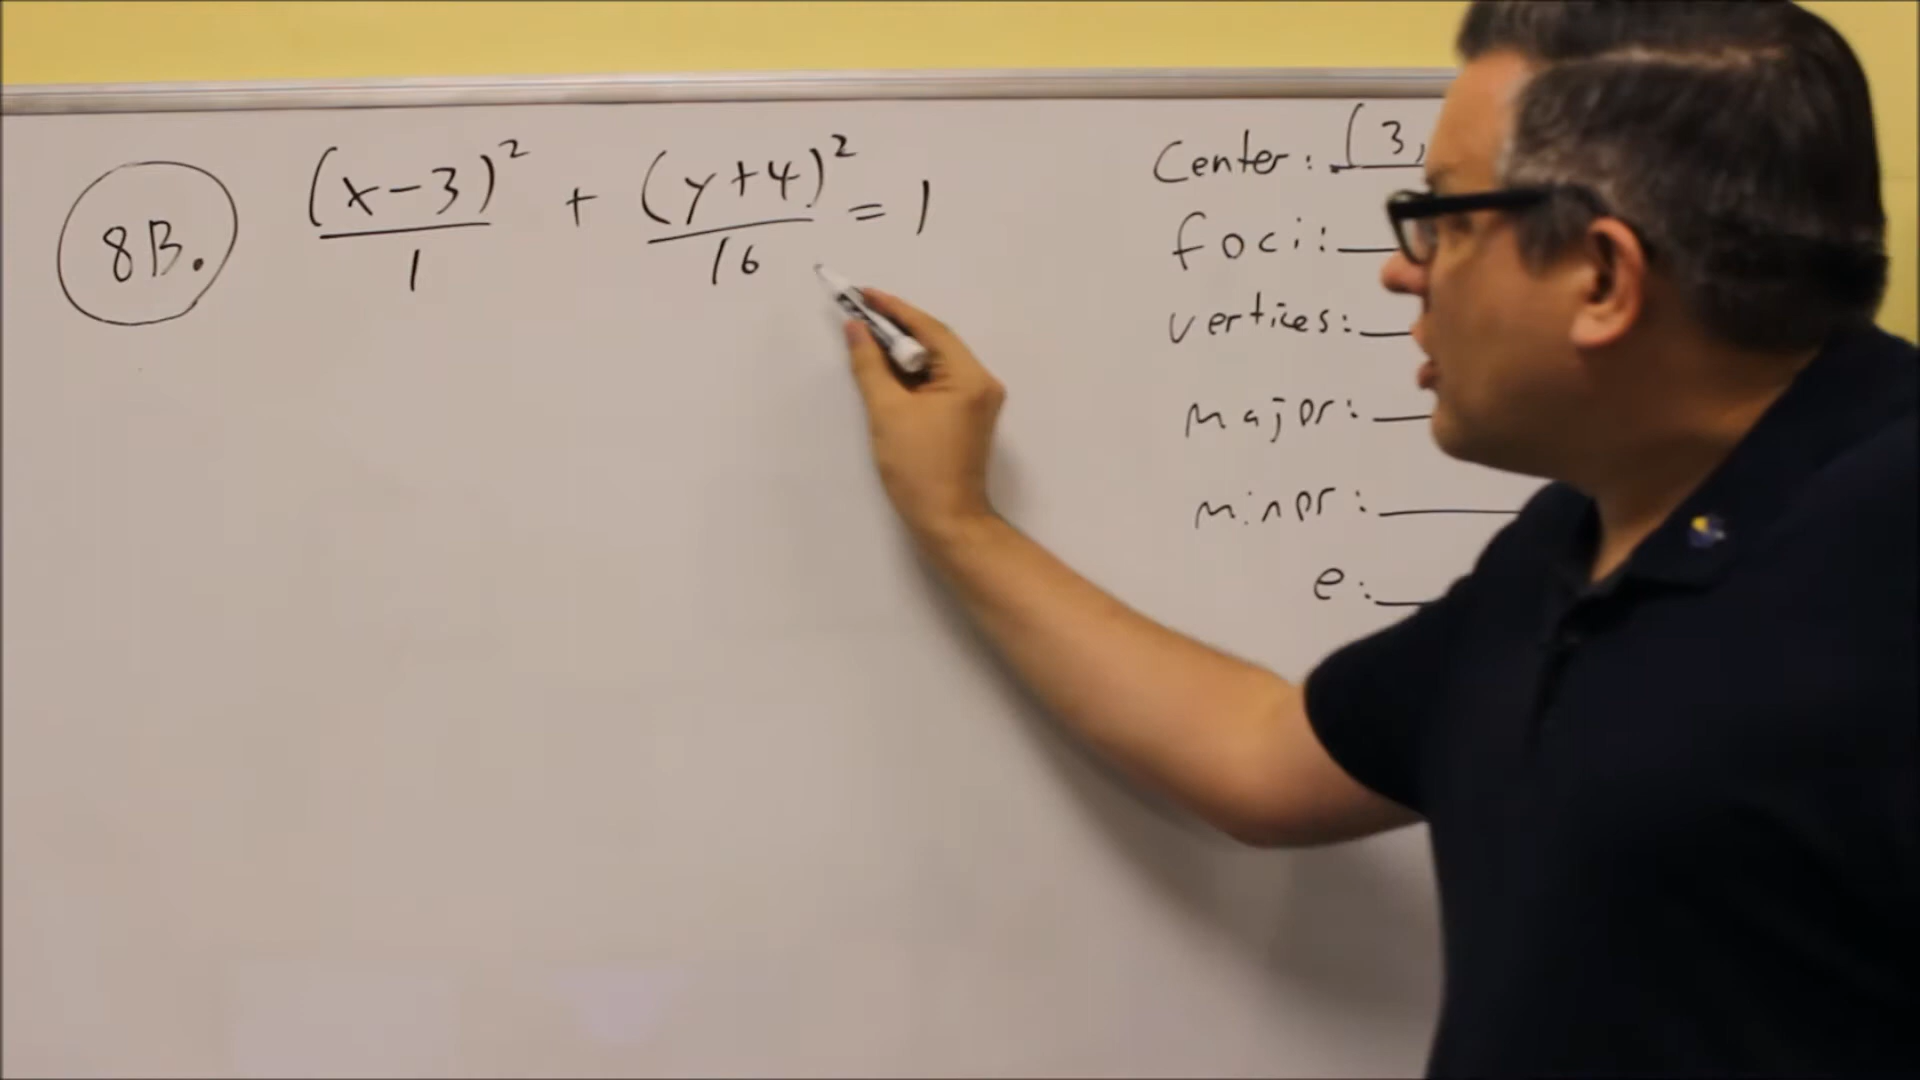 8B. (x-3)²/1 + (y+4)²/16 = 1
Center: (3,
foci:
vertices:
major:
minor:
e: